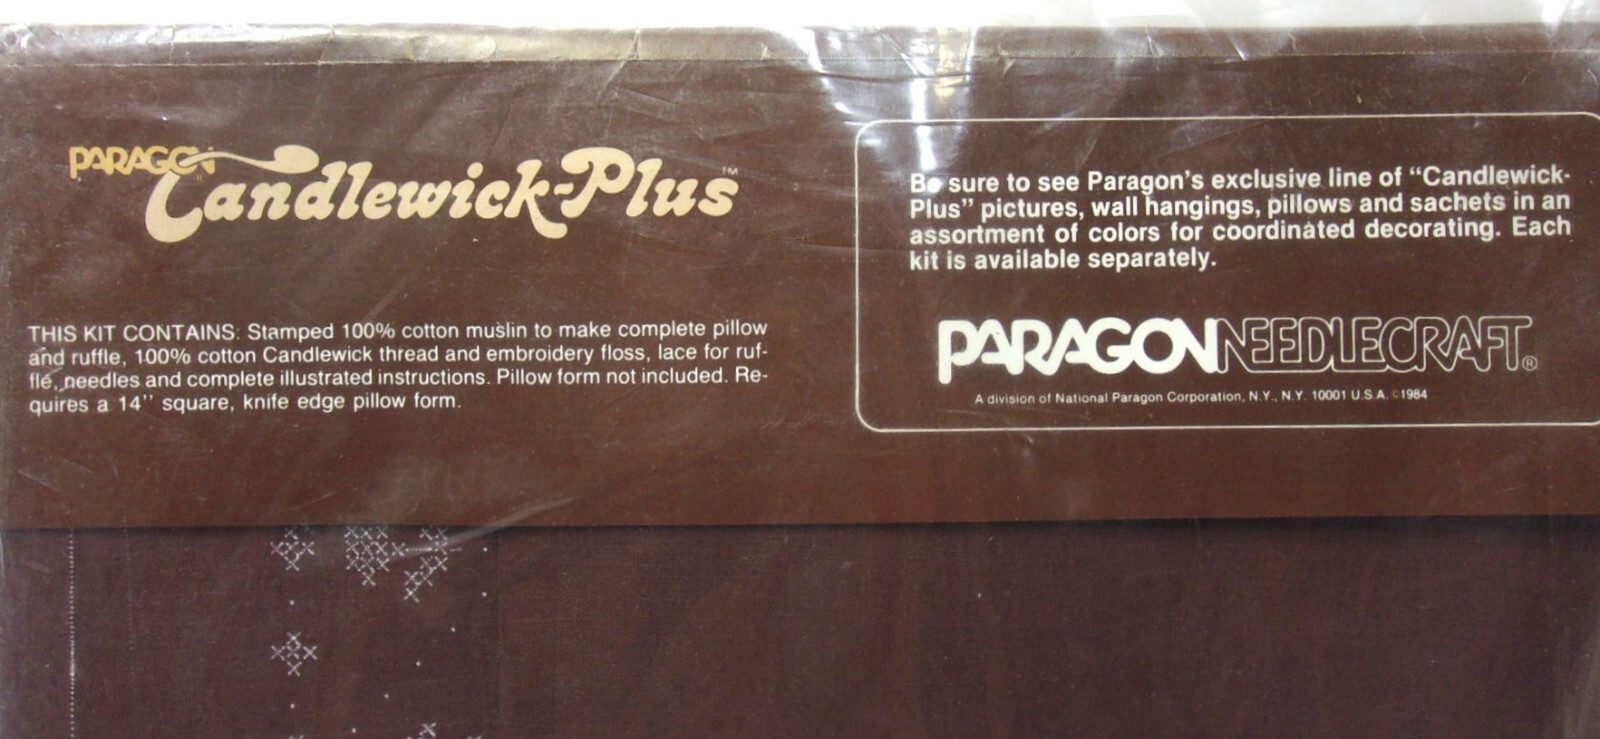 PARAGON®
Candlewick-Plus™
THIS KIT CONTAINS: Stamped 100% cotton muslin to make complete pillow
and ruffle, 100% cotton Candlewick thread and embroidery floss, lace for ruf-
fle, needles and complete illustrated instructions. Pillow form not included. Re-
quires a 14'' square, knife edge pillow form.
Be sure to see Paragon's exclusive line of “Candlewick-
Plus” pictures, wall hangings, pillows and sachets in an
assortment of colors for coordinated decorating. Each
kit is available separately.
PARAGON NEEDLECRAFT®
A division of National Paragon Corporation, N.Y., N.Y. 10001 U.S.A. ©1984